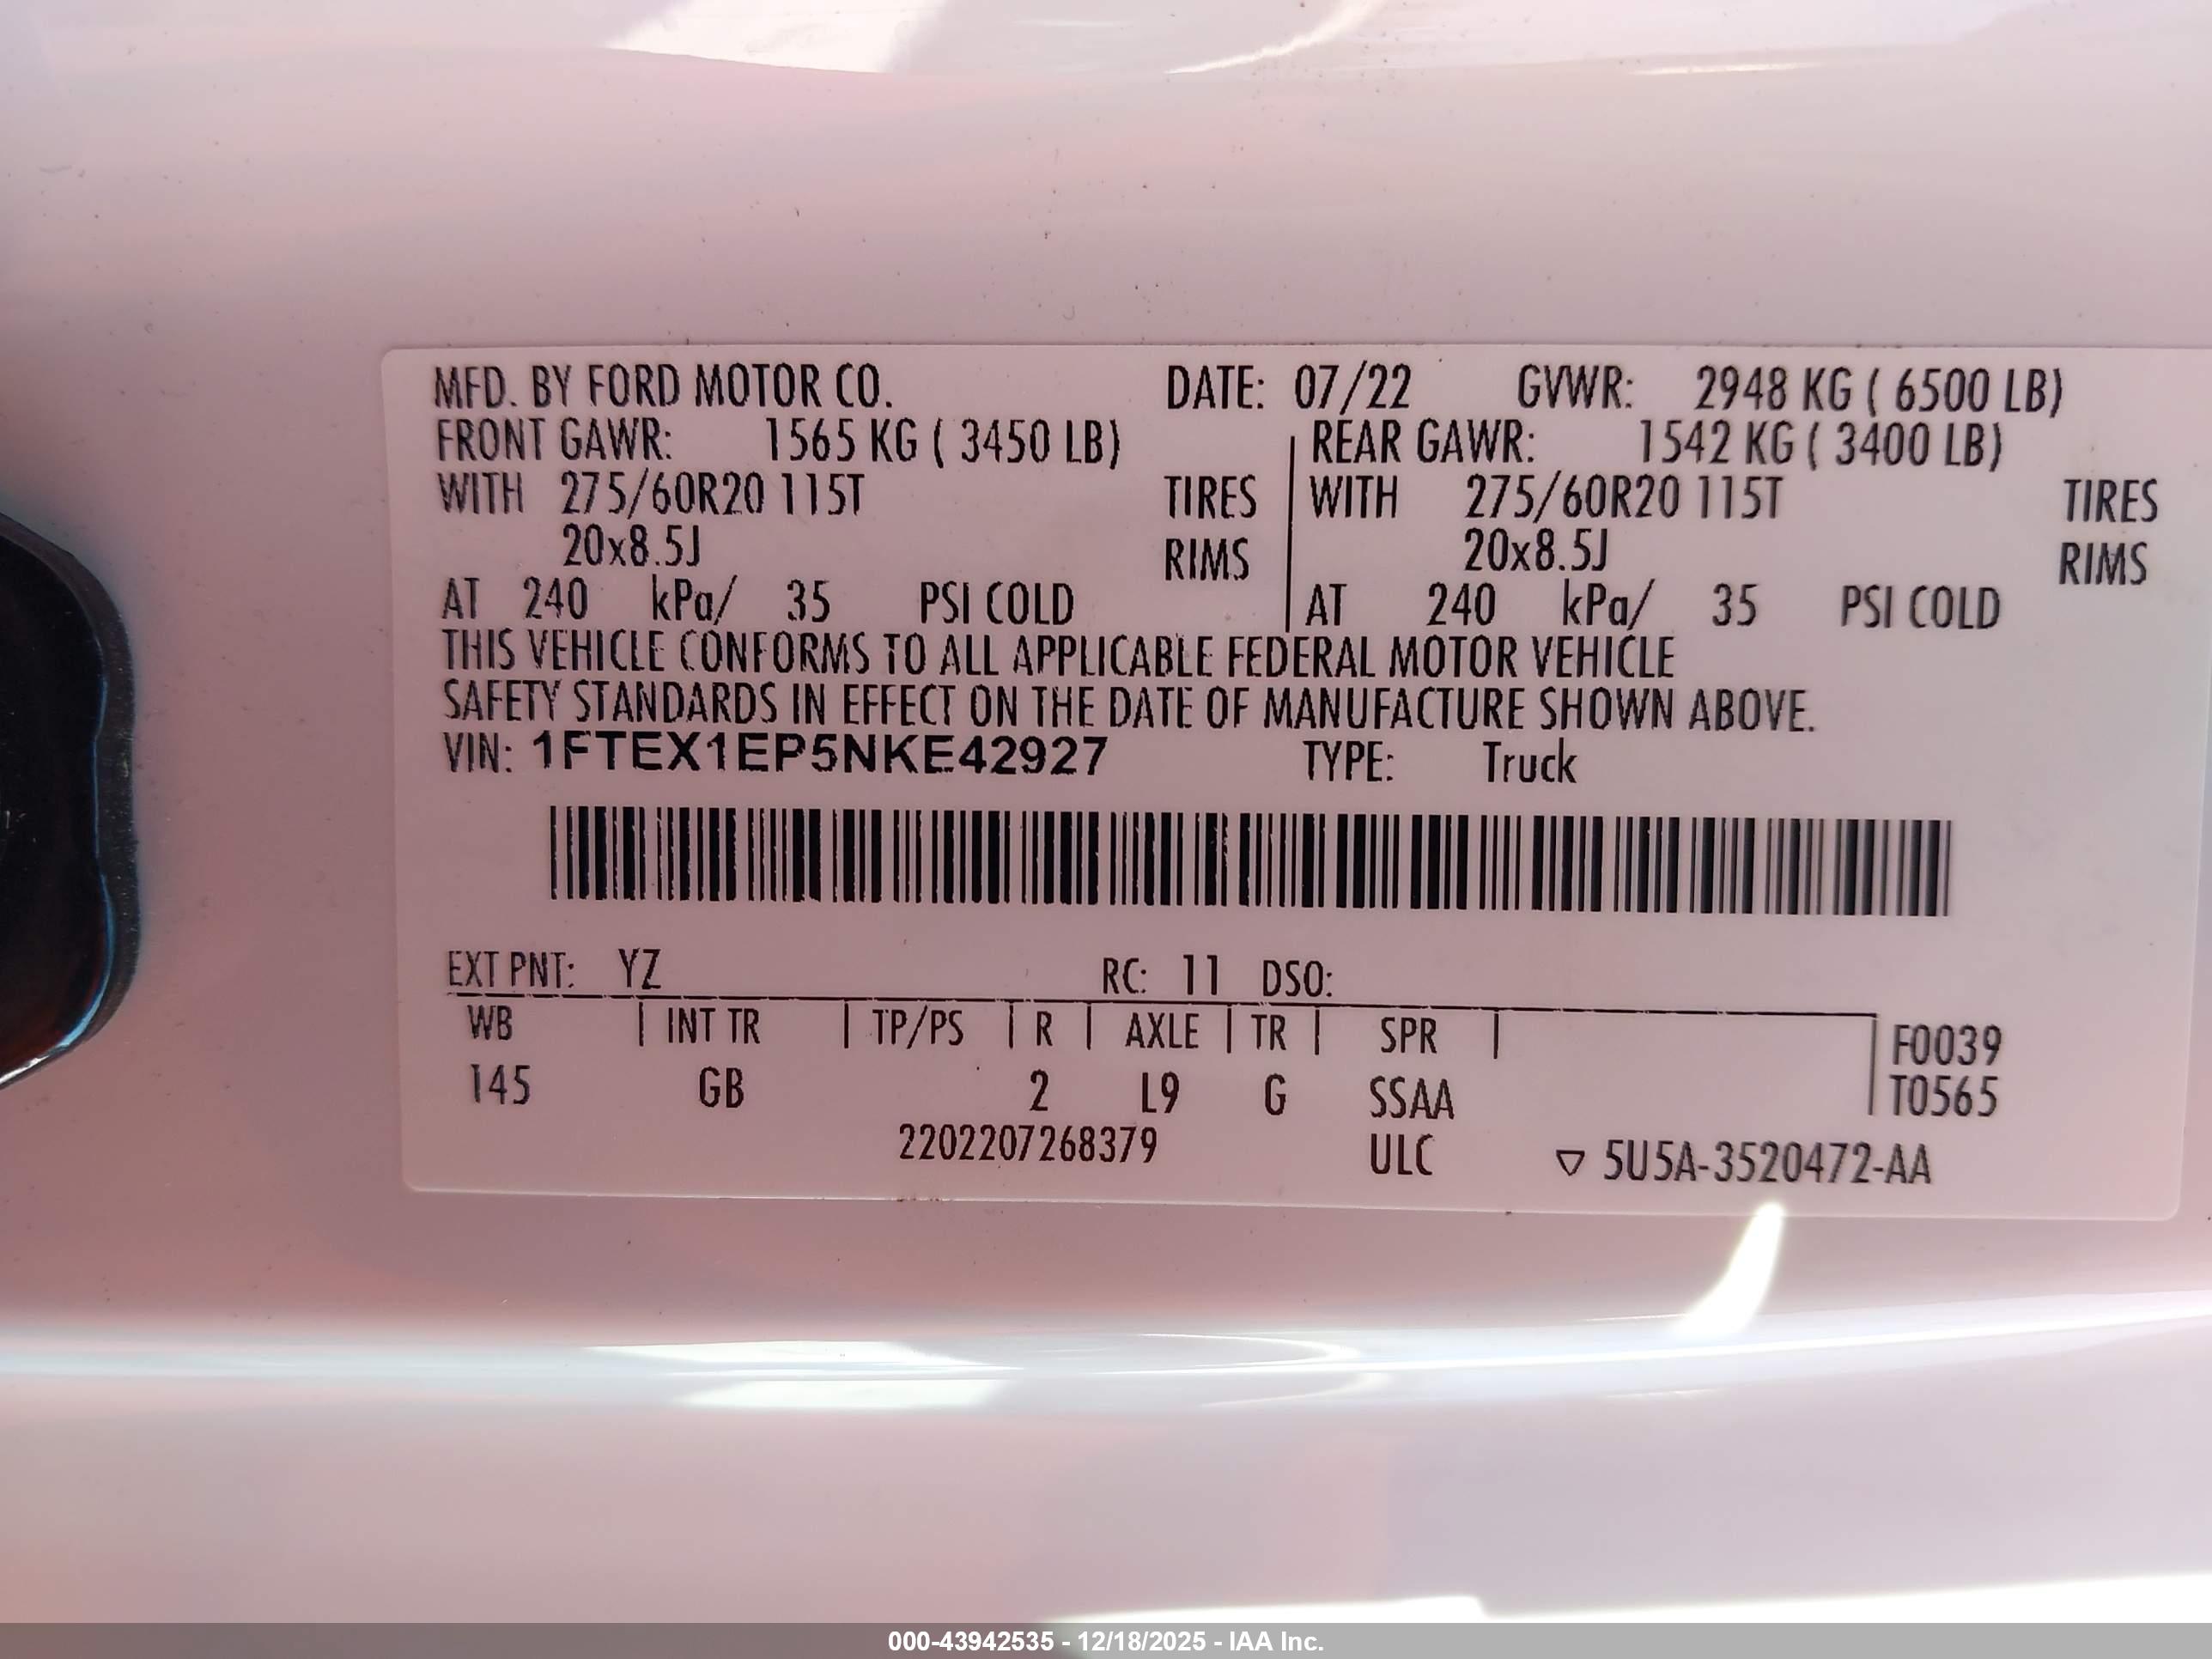 MFD. BY FORD MOTOR CO. DATE: 07/22 GVWR: 2948 KG ( 6500 LB)
FRONT GAWR: 1565 KG ( 3450 LB) REAR GAWR: 1542 KG ( 3400 LB)
WITH 275/60R20 115T TIRES WITH 275/60R20 115T TIRES
20x8.5J RIMS 20x8.5J RIMS
AT 240 kPa/ 35 PSI COLD AT 240 kPa/ 35 PSI COLD
THIS VEHICLE CONFORMS TO ALL APPLICABLE FEDERAL MOTOR VEHICLE
SAFETY STANDARDS IN EFFECT ON THE DATE OF MANUFACTURE SHOWN ABOVE.
VIN: 1FTEX1EP5NKE42927 TYPE: Truck
EXT PNT: YZ RC: 11 DSO:
WB | INT TR | TP/PS | R | AXLE | TR | SPR | F0039
145 GB 2 L9 G SSAA T0565
2202207268379 ULC ▽ 5U5A-3520472-AA
000-43942535 - 12/18/2025 - IAA Inc.